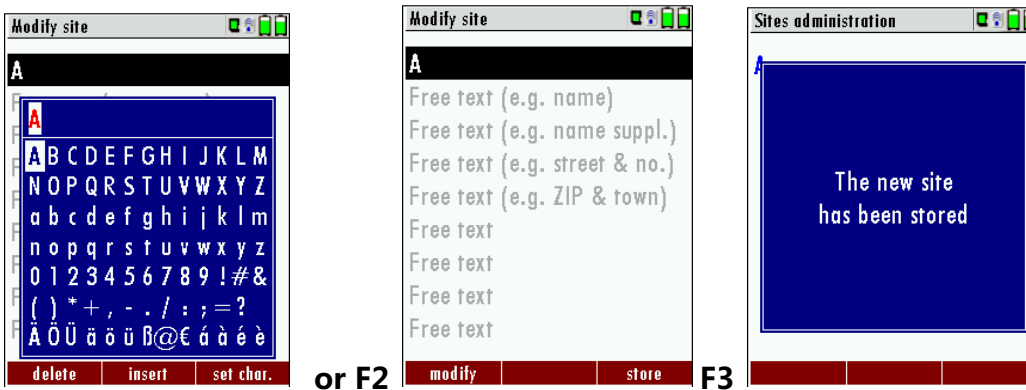 Modify site
A
A
A B C D E F G H I J K L M
N O P Q R S T U V W X Y Z
a b c d e f g h i j k l m
n o p q r s t u v w x y z
0 1 2 3 4 5 6 7 8 9 ! # &
( ) * + , - . / : ; = ?
Ä Ö Ü ä ö ü ß @ € á à é è
delete insert set char.
or F2
Modify site
A
Free text (e.g. name)
Free text (e.g. name suppl.)
Free text (e.g. street & no.)
Free text (e.g. ZIP & town)
Free text
Free text
Free text
Free text
modify store
F3
Sites administration
A
The new site
has been stored